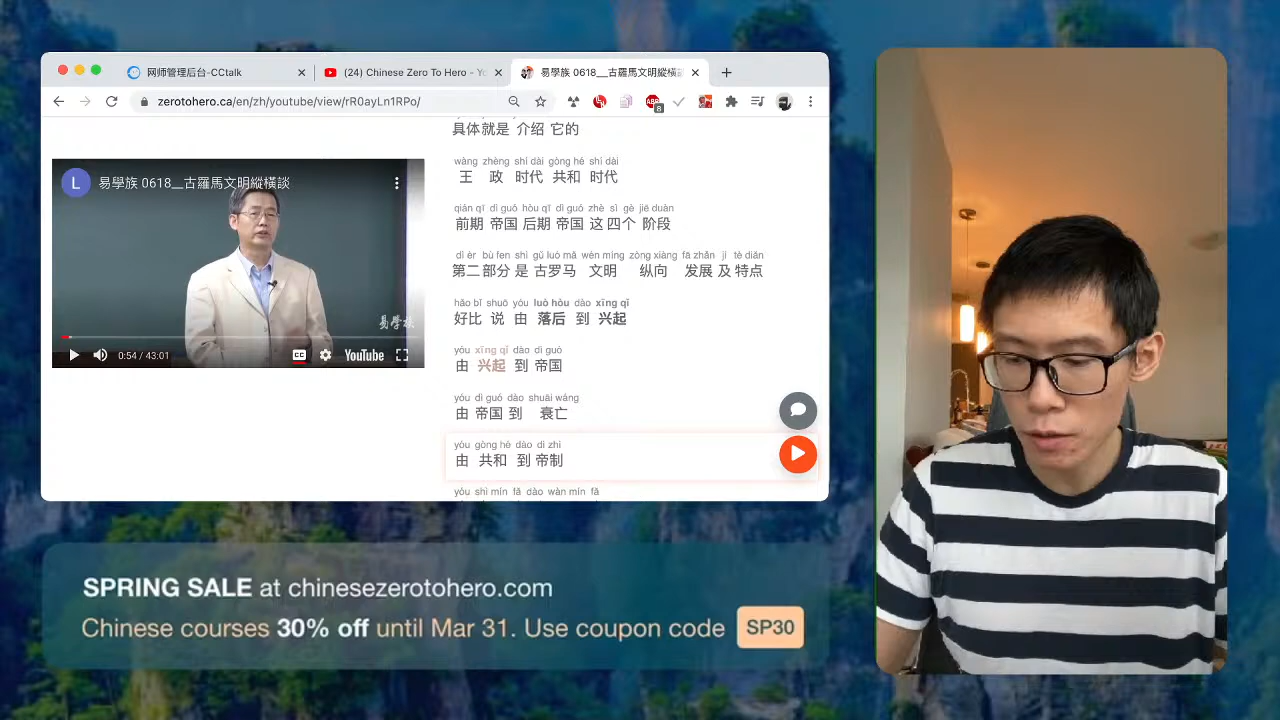 网师管理后台-CCtalk
(24) Chinese Zero To Hero - Yo
易學族 0618__古羅馬文明縱橫談
zerotohero.ca/en/zh/youtube/view/rR0ayLn1RPo/
8
L
易學族 0618__古羅馬文明縱橫談
易學族
0:54 / 43:01
CC
YouTube
具体就是 介绍 它的
wàng zhèng shí dài gòng hé shí dài
王 政 时代 共和 时代
qián qī dì guó hòu qī dì guó zhè sì gè jiē duàn
前期 帝国 后期 帝国 这 四个 阶段
dì èr bù fen shì gǔ luó mǎ wén míng zòng xiàng fā zhǎn jí tè diǎn
第二部分 是 古罗马 文明 纵向 发展 及 特点
hǎo bǐ shuō yóu luò hòu dào xīng qǐ
好比 说 由 落后 到 兴起
yóu xīng qǐ dào dì guó
由 兴起 到 帝国
yóu dì guó dào shuāi wáng
由 帝国 到 衰亡
yóu gòng hé dào dì zhì
由 共和 到 帝制
yóu shì mín fǎ dào wàn mín fǎ
SPRING SALE at chinesezerotohero.com
Chinese courses 30% off until Mar 31. Use coupon code SP30